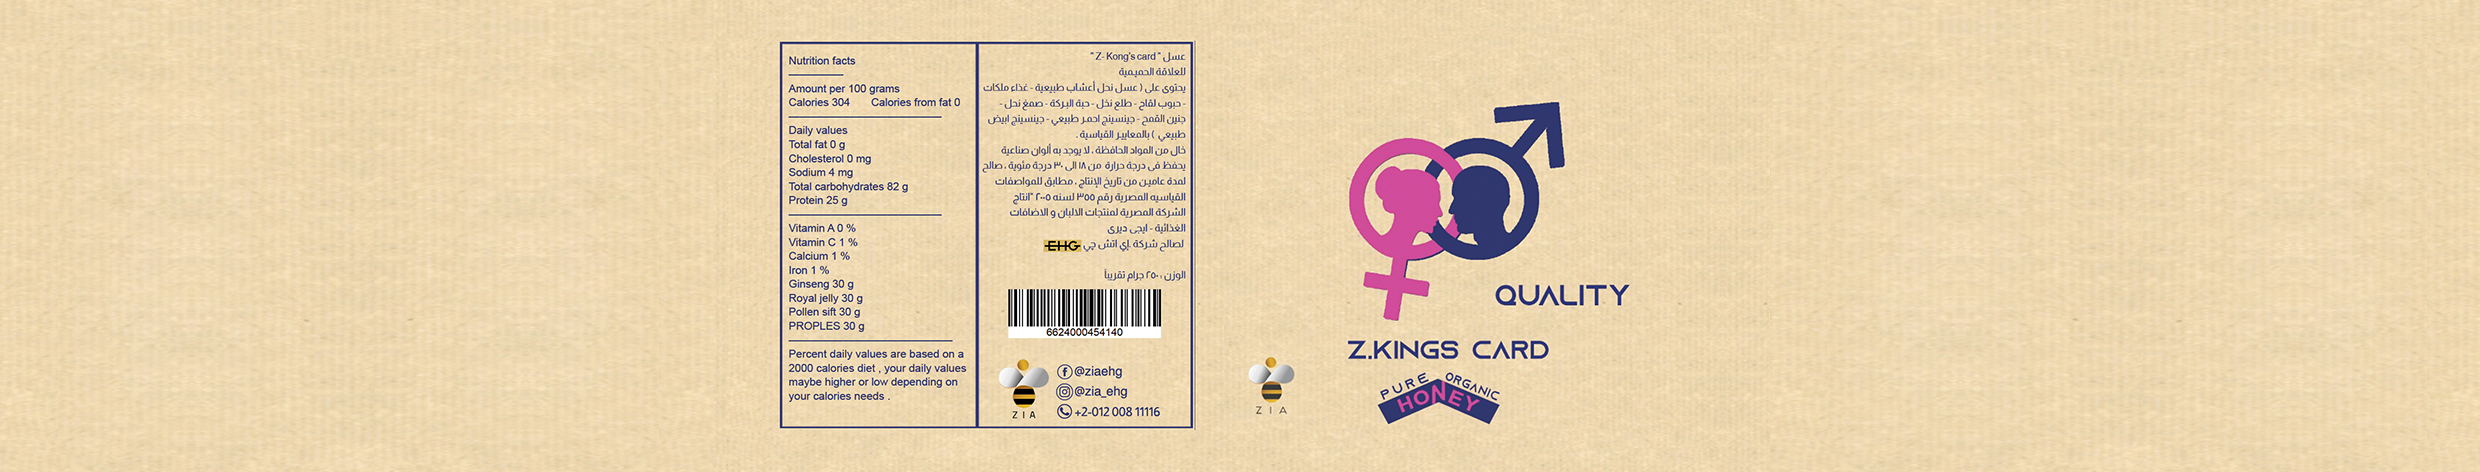 Nutrition facts
Amount per 100 grams
Calories 304 Calories from fat 0
Daily values
Total fat 0 g
Cholesterol 0 mg
Sodium 4 mg
Total carbohydrates 82 g
Protein 25 g
Vitamin A 0 %
Vitamin C 1 %
Calcium 1 %
Iron 1 %
Ginseng 30 g
Royal jelly 30 g
Pollen sift 30 g
PROPLES 30 g
Percent daily values are based on a
2000 calories diet , your daily values
maybe higher or low depending on
your calories needs .
عسل " Z- Kong's card "
للعلاقة الحميمية
يحتوى على ( عسل نحل أعشاب طبيعية - غذاء ملكات
- حبوب لقاح - طلع نخل - حبة البركة - صمغ نحل -
جنين القمح - جينسينج احمر طبيعي - جينسينج ابيض
طبيعي ) بالمعايير القياسية .
خال من المواد الحافظة ، لا يوجد به ألوان صناعية
يحفظ فى درجة حرارة من ١٨ الى ٣٠ درجة مئوية ، صالح
لمدة عامين من تاريخ الإنتاج ، مطابق للمواصفات
القياسيه المصرية رقم ٣٥٥ لسنه ٢٠٠٥ "انتاج
الشركة المصرية لمنتجات الالبان و الاضافات
الغذائية - ايجى ديرى
لصالح شركة .إي اتش جي EHG
الوزن : ٢٥٠ جرام تقريباً
6624000454140
ZIA
@ziaehg
@zia_ehg
+2-012 008 11116
ZIA
QUALITY
Z.KINGS CARD
PURE ORGANIC
HONEY